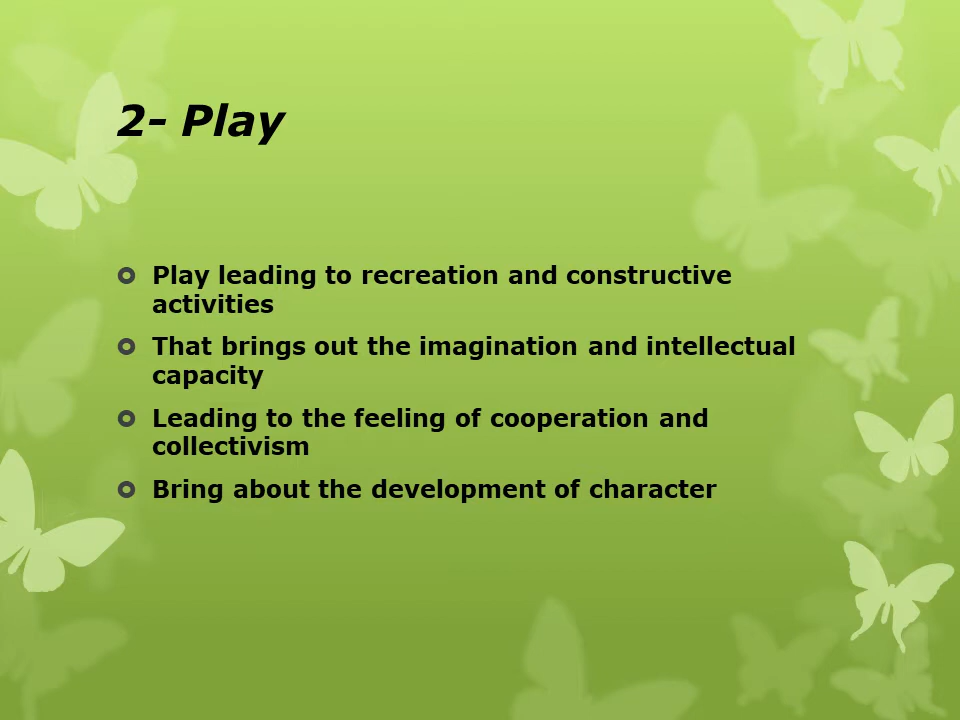 2- Play
Play leading to recreation and constructive
activities
That brings out the imagination and intellectual
capacity
Leading to the feeling of cooperation and
collectivism
Bring about the development of character